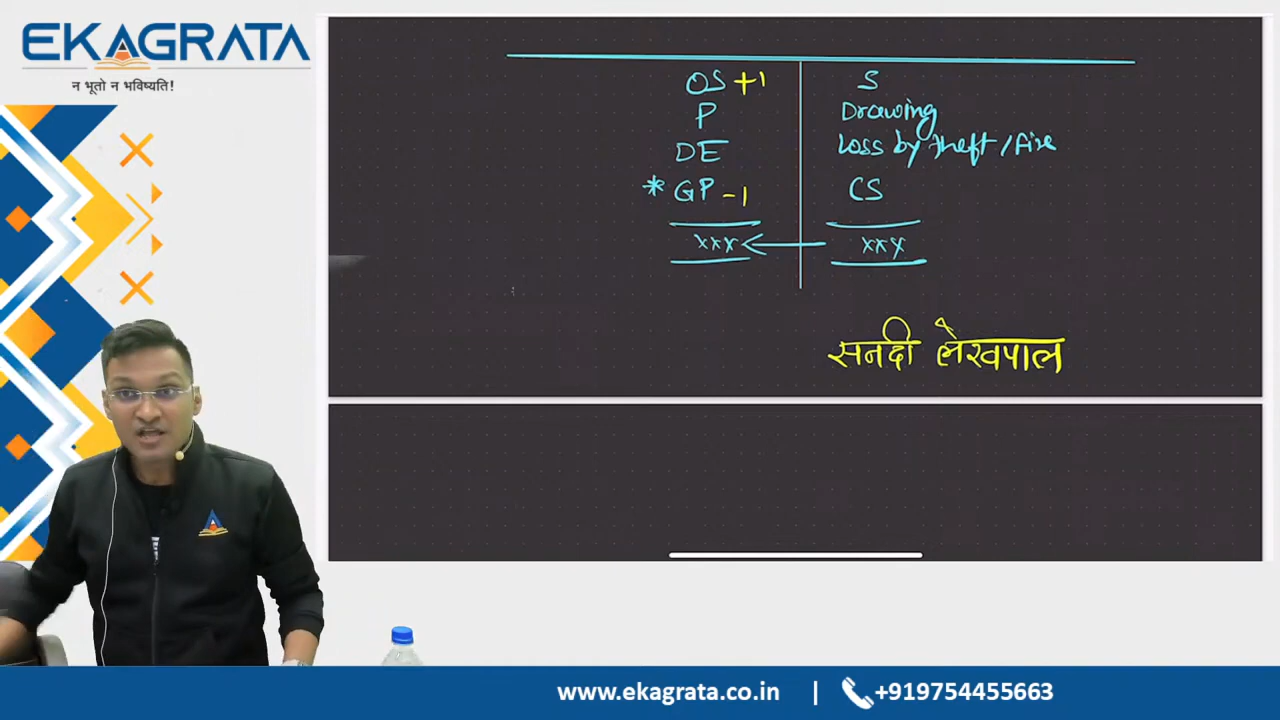 EKAGRATA
न भूतो न भविष्यति!
OS +1
S
P
Drawing
DE
Loss by theft / Fire
* GP -1
CS
xxx
xxx
सनदी लेखपाल
www.ekagrata.co.in | +919754455663